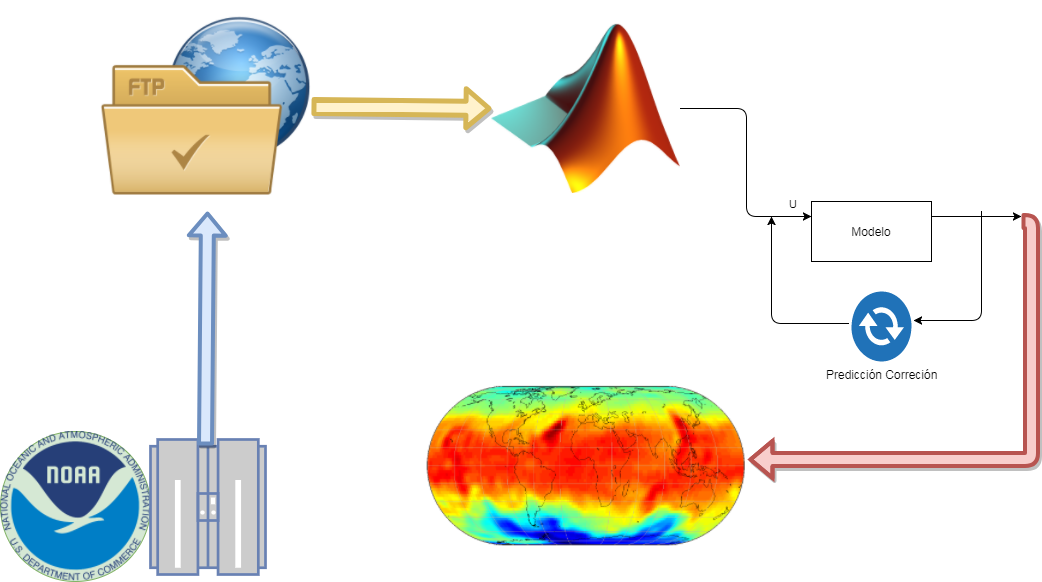 FTP
U
Modelo
Predicción Correción
NATIONAL OCEANIC AND ATMOSPHERIC ADMINISTRATION
NOAA
U.S. DEPARTMENT OF COMMERCE